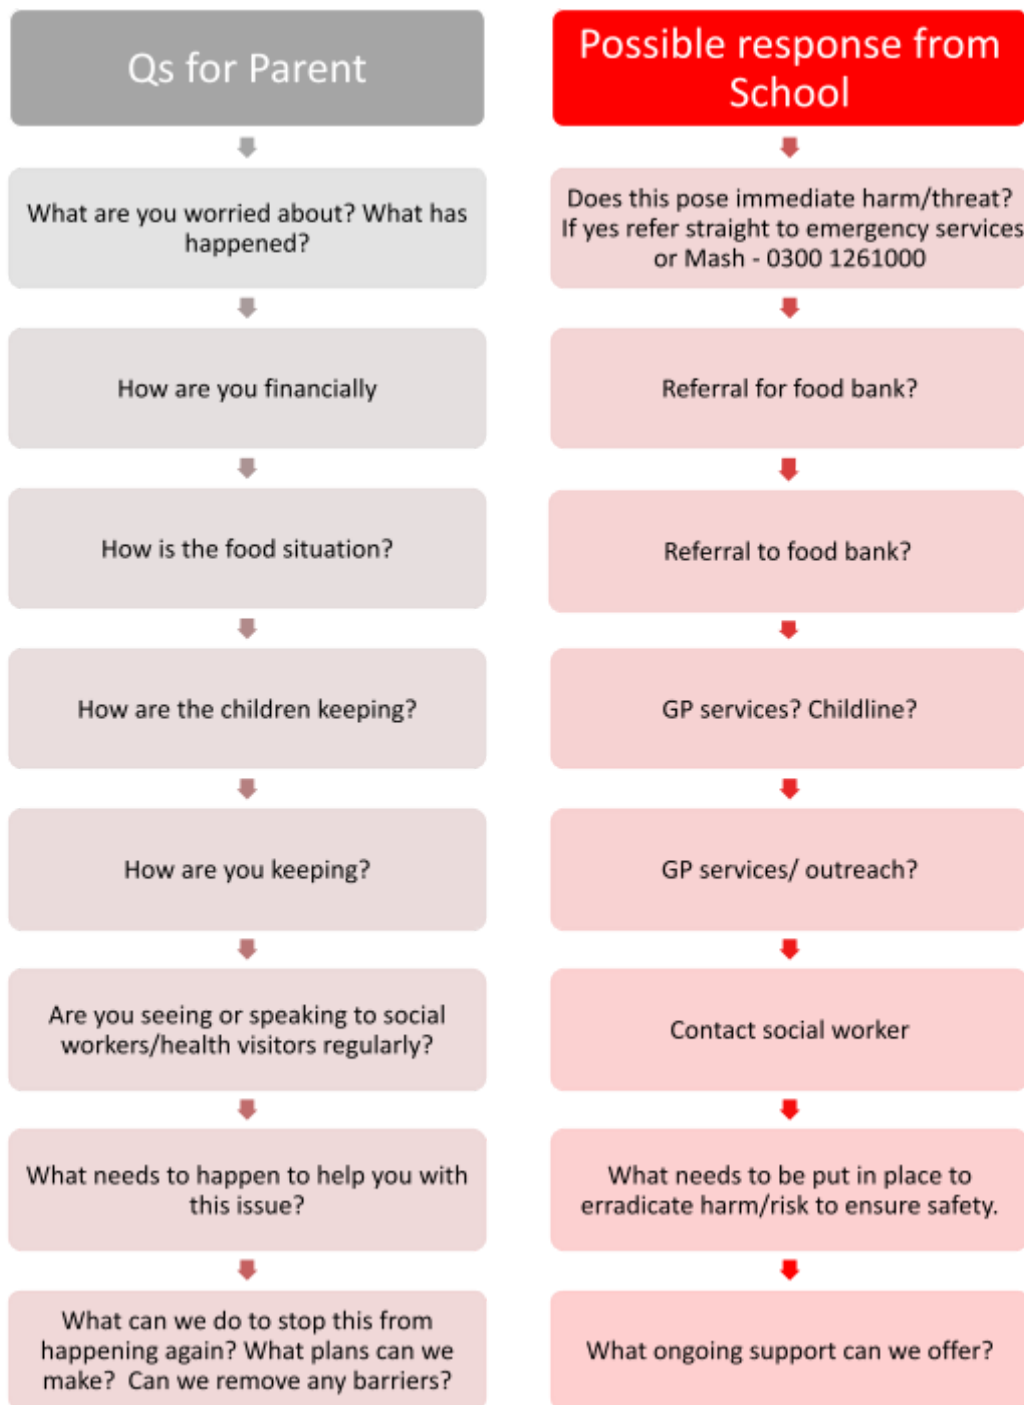 Qs for Parent
What are you worried about? What has
happened?
How are you financially
How is the food situation?
How are the children keeping?
How are you keeping?
Are you seeing or speaking to social
workers/health visitors regularly?
What needs to happen to help you with
this issue?
What can we do to stop this from
happening again? What plans can we
make?  Can we remove any barriers?
Possible response from
School
Does this pose immediate harm/threat?
If yes refer straight to emergency services
or Mash - 0300 1261000
Referral for food bank?
Referral to food bank?
GP services? Childline?
GP services/ outreach?
Contact social worker
What needs to be put in place to
erradicate harm/risk to ensure safety.
What ongoing support can we offer?